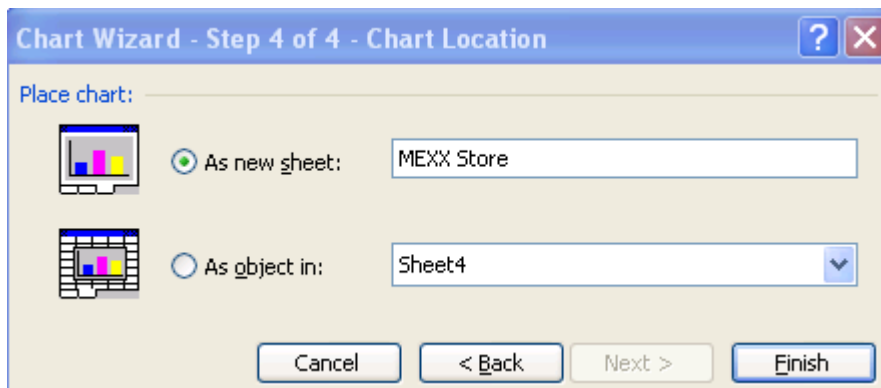 Chart Wizard - Step 4 of 4 - Chart Location
?
Place chart:
As new sheet: MEXX Store
As object in: Sheet4
Cancel < Back Next > Finish